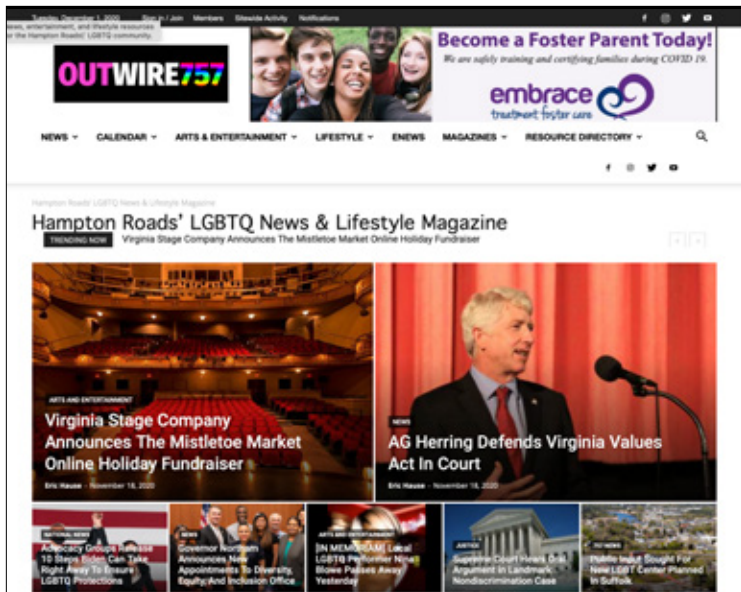 Tuesday, December 1, 2020 Sign in / Join Members Sitewide Activity Notifications
news, entertainment, and lifestyle resources
for the Hampton Roads' LGBTQ community.
OUTWIRE757
Become a Foster Parent Today!
We are safely training and certifying families during COVID 19.
embrace
treatment foster care
NEWS CALENDAR ARTS & ENTERTAINMENT LIFESTYLE ENEWS MAGAZINES RESOURCE DIRECTORY
Hampton Roads' LGBTQ News & Lifestyle Magazine
Hampton Roads' LGBTQ News & Lifestyle Magazine
TRENDING NOW Virginia Stage Company Announces The Mistletoe Market Online Holiday Fundraiser
ARTS AND ENTERTAINMENT
Virginia Stage Company
Announces The Mistletoe Market
Online Holiday Fundraiser
Eric Hause - November 18, 2020
NEWS
AG Herring Defends Virginia Values
Act In Court
Eric Hause - November 18, 2020
NATIONAL NEWS
Advocacy Groups Release
10 Steps Biden Can Take
Right Away To Ensure
LGBTQ Protections
NEWS
Governor Northam
Announces New
Appointments To Diversity,
Equity, And Inclusion Office
ARTS AND ENTERTAINMENT
[IN MEMORIAM] Local
LGBTQ Performer Nina
Blowe Passes Away
Yesterday
JUSTICE
Supreme Court Hears Oral
Argument In Landmark
Nondiscrimination Case
757 NEWS
Public Input Sought For
New LGBT Center Planned
In Suffolk